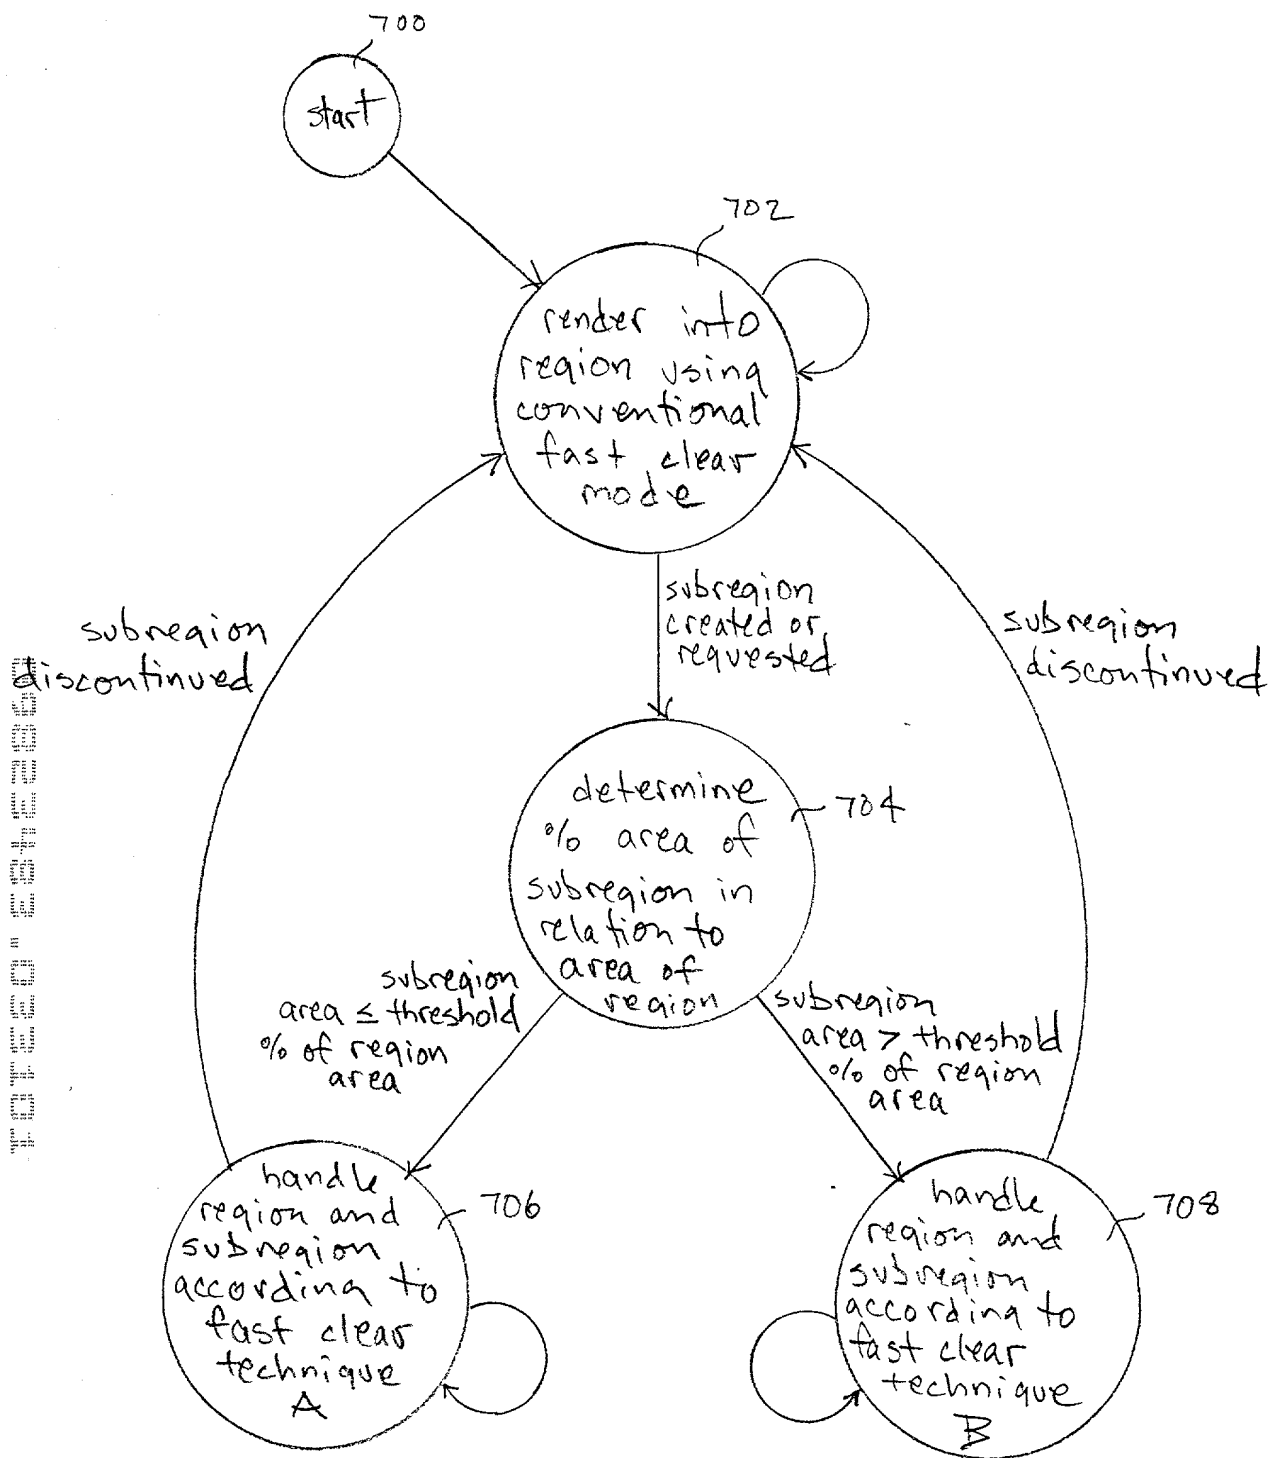 700
start
702
render into
region using
conventional
fast clear
mode
subregion
created or
requested
subregion
discontinued
subregion
discontinued
determine
% area of
subregion in
relation to
area of
region
704
subregion
area ≤ threshold
% of region
area
subregion
area > threshold
% of region
area
handle
region and
subregion
according to
fast clear
technique
A
706
handle
region and
subregion
according to
fast clear
technique
B
708